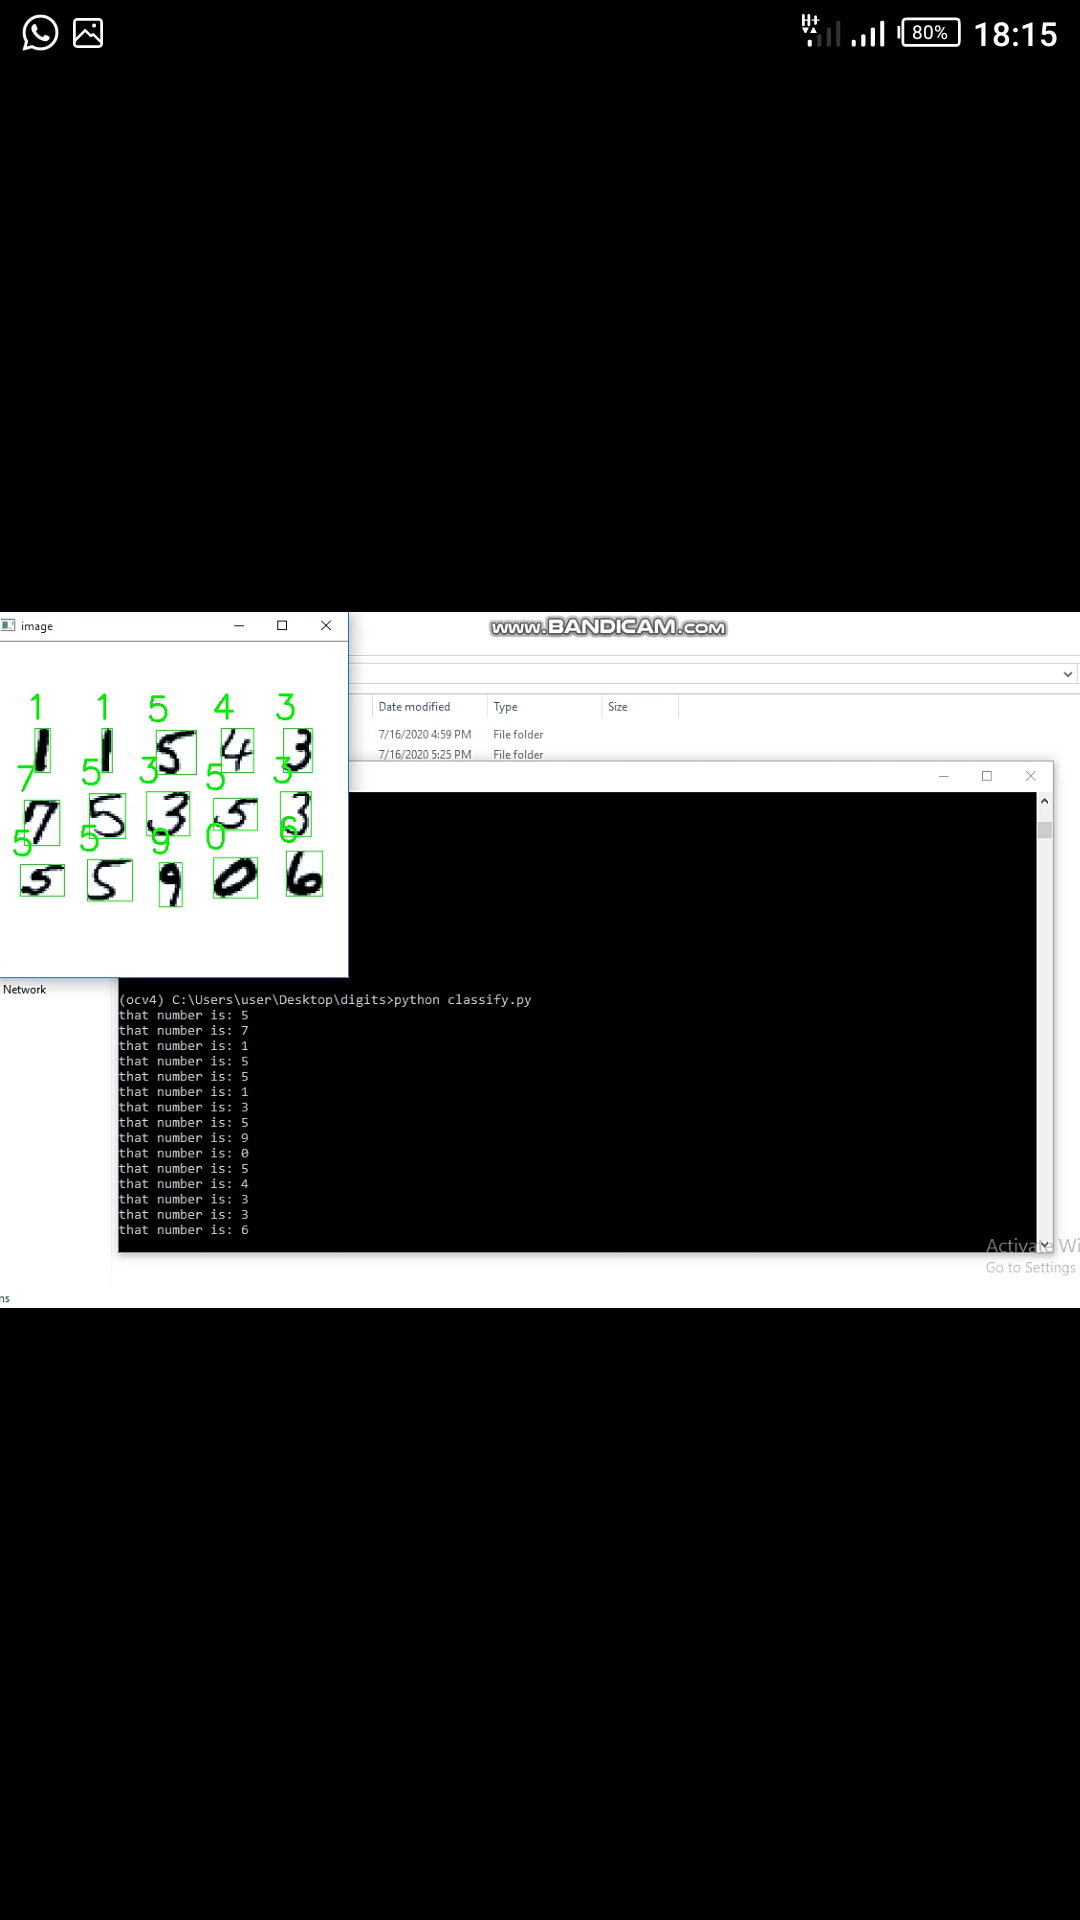 H+ 80% 18:15
image
www.BANDICAM.com
1 1 5 4 3
1 1 5 4 3
7 5 3 5 3
7 5 3 5 3
5 5 9 0 6
5 5 9 0 6
Date modified Type Size
7/16/2020 4:59 PM File folder
7/16/2020 5:25 PM File folder
Network
(ocv4) C:\Users\user\Desktop\digits>python classify.py
that number is: 5
that number is: 7
that number is: 1
that number is: 5
that number is: 5
that number is: 1
that number is: 3
that number is: 5
that number is: 9
that number is: 0
that number is: 5
that number is: 4
that number is: 3
that number is: 3
that number is: 6
Activate Wi
Go to Settings
ns